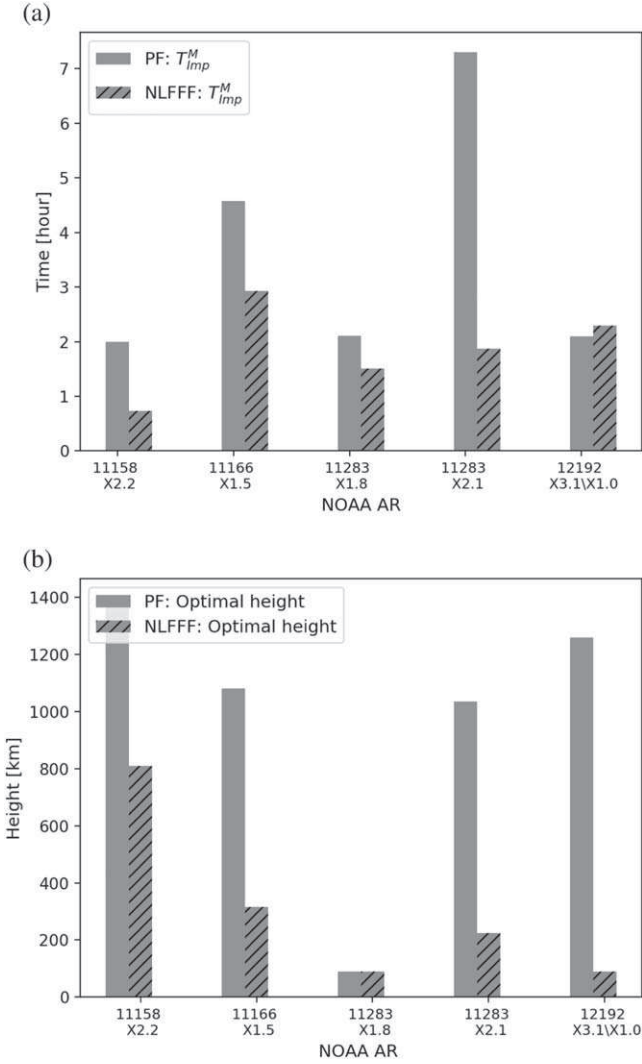 (a)
PF: T^M_Imp
NLFFF: T^M_Imp
Time [hour]
7
6
5
4
3
2
1
0
11158 11166 11283 11283 12192
X2.2 X1.5 X1.8 X2.1 X3.1\X1.0
NOAA AR
(b)
PF: Optimal height
NLFFF: Optimal height
Height [km]
1400
1200
1000
800
600
400
200
0
11158 11166 11283 11283 12192
X2.2 X1.5 X1.8 X2.1 X3.1\X1.0
NOAA AR